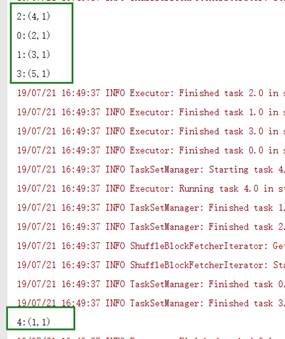 2:(4,1)
0:(2,1)
1:(3,1)
3:(5,1)
19/07/21 16:49:37 INFO Executor: Finished task 2.0 in s
19/07/21 16:49:37 INFO Executor: Finished task 1.0 in s
19/07/21 16:49:37 INFO Executor: Finished task 3.0 in s
19/07/21 16:49:37 INFO Executor: Finished task 0.0 in s
19/07/21 16:49:37 INFO TaskSetManager: Starting task 4.
19/07/21 16:49:37 INFO Executor: Running task 4.0 in st
19/07/21 16:49:37 INFO TaskSetManager: Finished task 1.
19/07/21 16:49:37 INFO TaskSetManager: Finished task 2.
19/07/21 16:49:37 INFO ShuffleBlockFetcherIterator: Get
19/07/21 16:49:37 INFO ShuffleBlockFetcherIterator: Sta
19/07/21 16:49:37 INFO TaskSetManager: Finished task 0.
19/07/21 16:49:37 INFO TaskSetManager: Finished task 3.
4:(1,1)